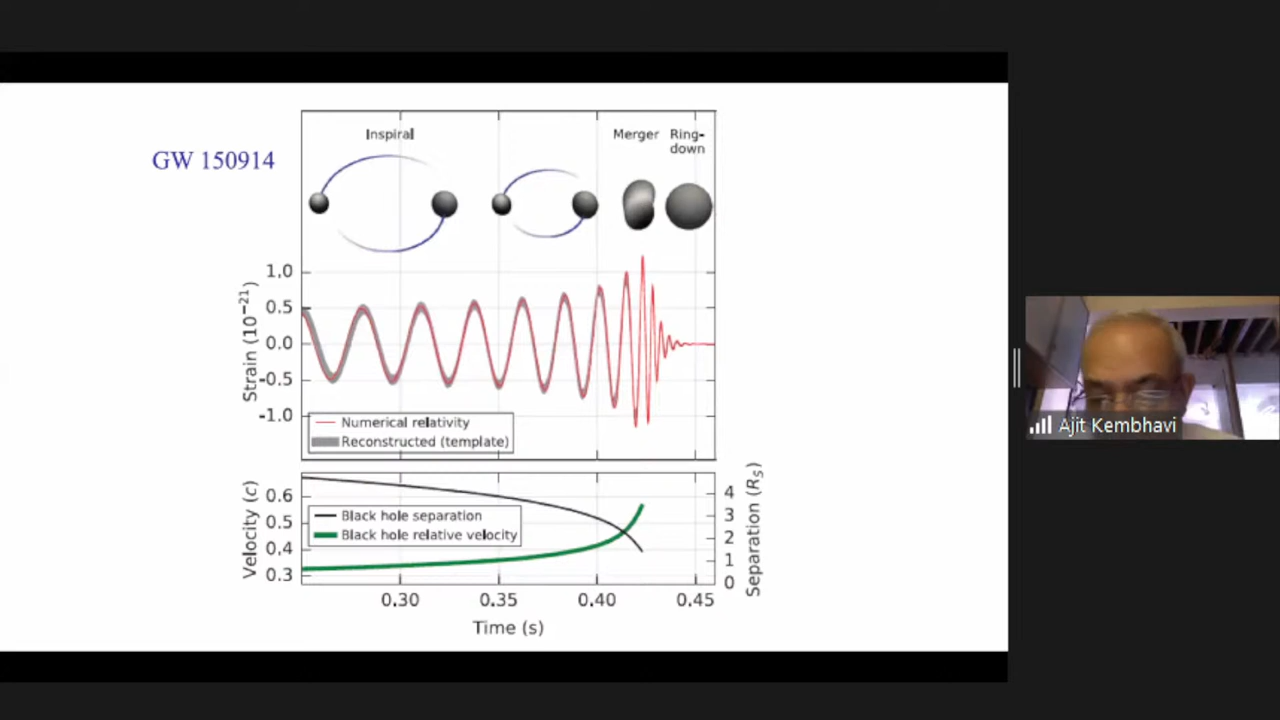 GW 150914
Inspiral
Merger
Ring-
down
Strain (10⁻²¹)
1.0
0.5
0.0
-0.5
-1.0
Numerical relativity
Reconstructed (template)
Velocity (c)
0.6
0.5
0.4
0.3
Black hole separation
Black hole relative velocity
4
3
2
1
0
Separation (R_S)
0.30 0.35 0.40 0.45
Time (s)
Ajit Kembhavi